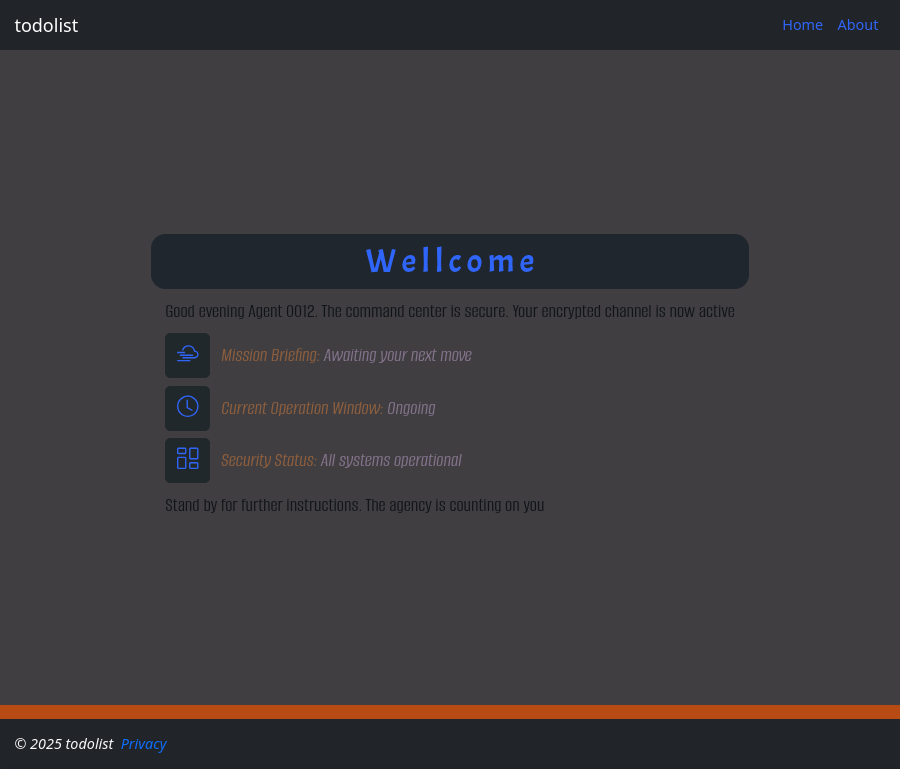 todolist Home About
Wellcome
Good evening Agent 0012. The command center is secure. Your encrypted channel is now active
Mission Briefing: Awaiting your next move
Current Operation Window: Ongoing
Security Status: All systems operational
Stand by for further instructions. The agency is counting on you
© 2025 todolist Privacy